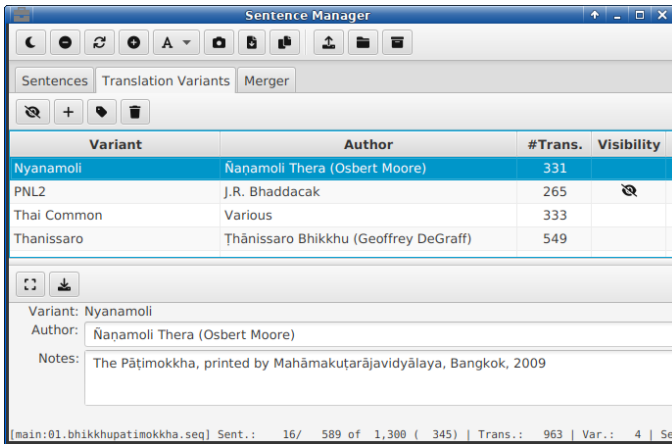 Sentence Manager
A
Sentences Translation Variants Merger
Variant Author #Trans. Visibility
Nyanamoli Ñaṇamoli Thera (Osbert Moore) 331
PNL2 J.R. Bhaddacak 265
Thai Common Various 333
Thanissaro Ṭhānissaro Bhikkhu (Geoffrey DeGraff) 549
Variant: Nyanamoli
Author: Ñaṇamoli Thera (Osbert Moore)
Notes: The Pāṭimokkha, printed by Mahāmakuṭarājavidyālaya, Bangkok, 2009
[main:01.bhikkhupatimokkha.seq] Sent.: 16/ 589 of 1,300 ( 345) | Trans.: 963 | Var.: 4 | Se